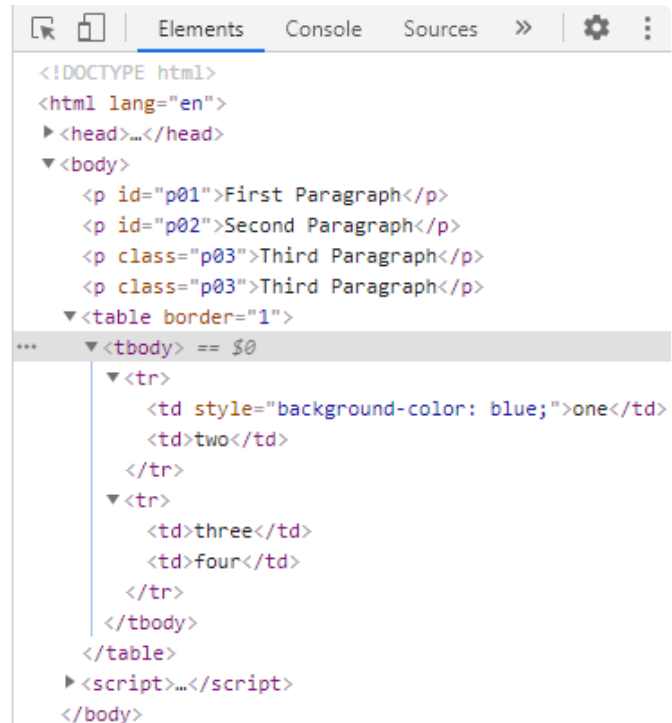 Elements Console Sources »
<!DOCTYPE html>
<html lang="en">
<head>…</head>
<body>
<p id="p01">First Paragraph</p>
<p id="p02">Second Paragraph</p>
<p class="p03">Third Paragraph</p>
<p class="p03">Third Paragraph</p>
<table border="1">
… <tbody> == $0
<tr>
<td style="background-color: blue;">one</td>
<td>two</td>
</tr>
<tr>
<td>three</td>
<td>four</td>
</tr>
</tbody>
</table>
<script>…</script>
</body>